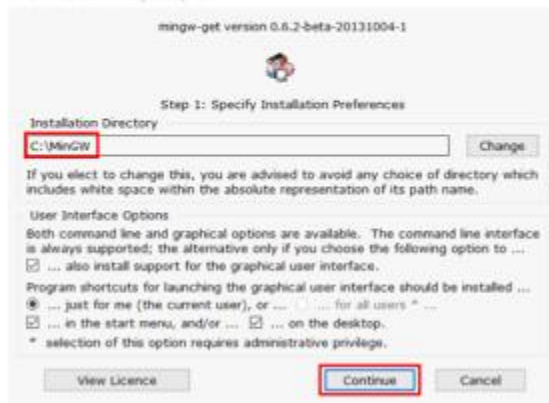 mingw-get version 0.6.2-beta-20131004-1
Step 1: Specify Installation Preferences
Installation Directory
C:\MinGW
Change
If you elect to change this, you are advised to avoid any choice of directory which
includes white space within the absolute representation of its path name.
User Interface Options
Both command line and graphical options are available. The command line interface
is always supported; the alternative only if you choose the following option to ...
... also install support for the graphical user interface.
Program shortcuts for launching the graphical user interface should be installed ...
... just for me (the current user), or ... ... for all users * ...
... in the start menu, and/or ... ... on the desktop.
* selection of this option requires administrative privilege.
View Licence
Continue
Cancel